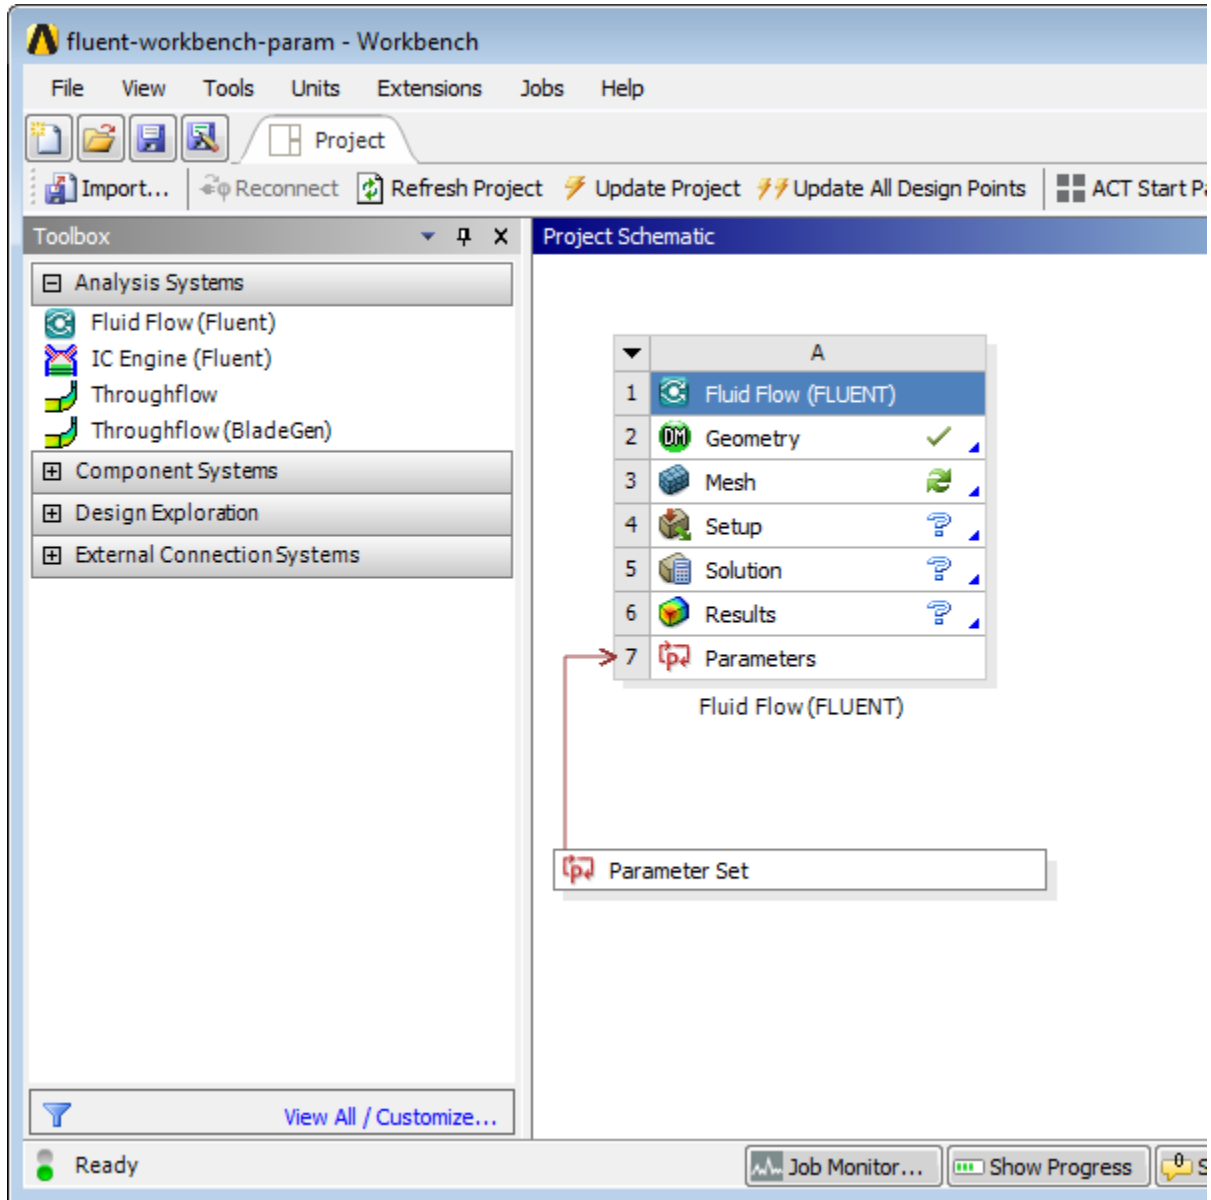 fluent-workbench-param - Workbench
File View Tools Units Extensions Jobs Help
Project
Import... Reconnect Refresh Project Update Project Update All Design Points ACT Start
Toolbox
Project Schematic
Analysis Systems
Fluid Flow (Fluent)
IC Engine (Fluent)
Throughflow
Throughflow (BladeGen)
Component Systems
Design Exploration
External Connection Systems
A
1 Fluid Flow (FLUENT)
2 DM Geometry
3 Mesh
4 Setup ?
5 Solution ?
6 Results ?
7 Parameters
Fluid Flow (FLUENT)
Parameter Set
View All / Customize...
Ready
Job Monitor... Show Progress 0